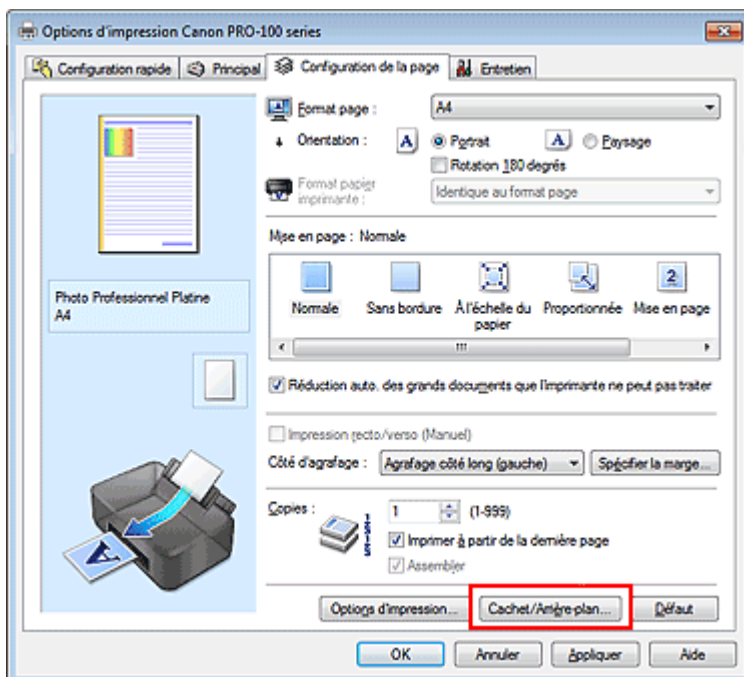 Options d'impression Canon PRO-100 series
Configuration rapide Principal Configuration de la page Entretien
Format page : A4
Orientation : A Portrait A Paysage
Rotation 180 degrés
Format papier imprimante : Identique au format page
Mise en page : Normale
Photo Professionnel Platine
A4
Normale Sans bordure À l'échelle du papier Proportionnée 2 Mise en page
Réduction auto. des grands documents que l'imprimante ne peut pas traiter
Impression recto/verso (Manuel)
Côté d'agrafage : Agrafage côté long (gauche) Spécifier la marge...
Copies : 1 (1-999)
Imprimer à partir de la dernière page
Assembler
A
Options d'impression... Cachet/Arrière-plan... Défaut
OK Annuler Appliquer Aide